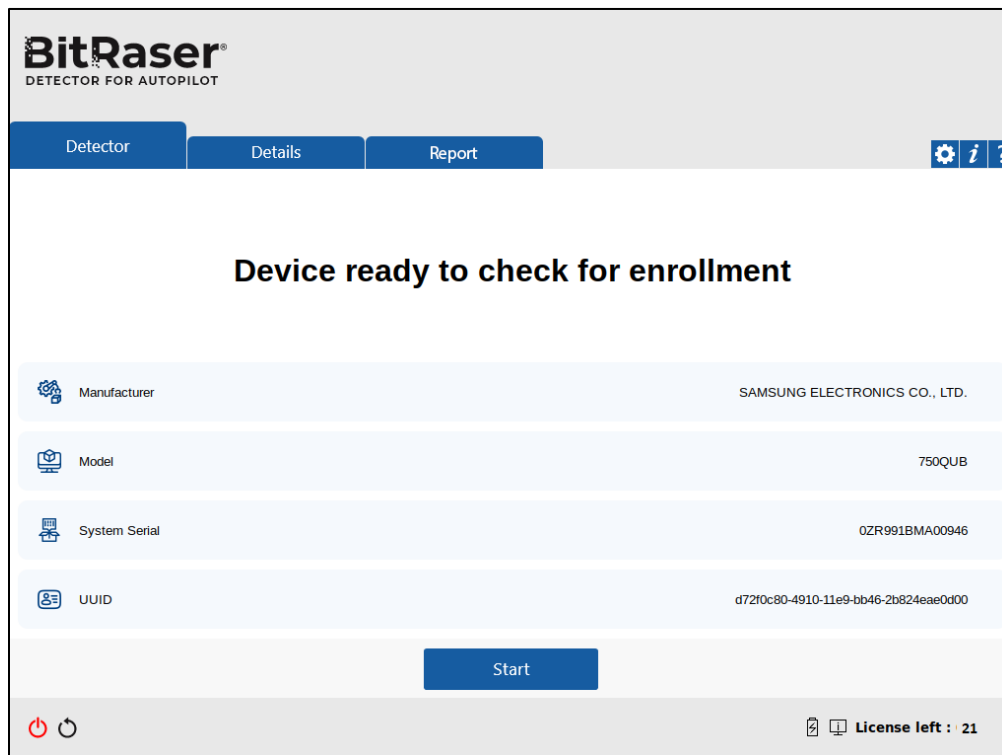 BitRaser®
DETECTOR FOR AUTOPILOT
Detector Details Report
i ?
Device ready to check for enrollment
Manufacturer SAMSUNG ELECTRONICS CO., LTD.
Model 750QUB
System Serial 0ZR991BMA00946
UUID d72f0c80-4910-11e9-bb46-2b824eae0d00
Start
License left : 21